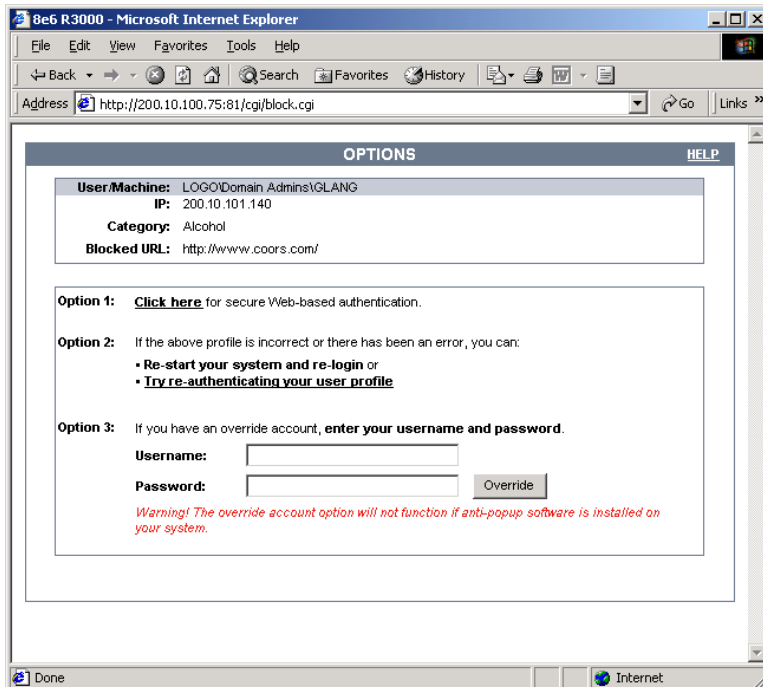 8e6 R3000 - Microsoft Internet Explorer
File Edit View Favorites Tools Help
Back Search Favorites History
Address http://200.10.100.75:81/cgi/block.cgi Go Links »
OPTIONS HELP
User/Machine: LOGO\Domain Admins\GLANG
IP: 200.10.101.140
Category: Alcohol
Blocked URL: http://www.coors.com/
Option 1: Click here for secure Web-based authentication.
Option 2: If the above profile is incorrect or there has been an error, you can:
• Re-start your system and re-login or
• Try re-authenticating your user profile
Option 3: If you have an override account, enter your username and password.
Username:
Password: Override
Warning! The override account option will not function if anti-popup software is installed on
your system.
Done Internet